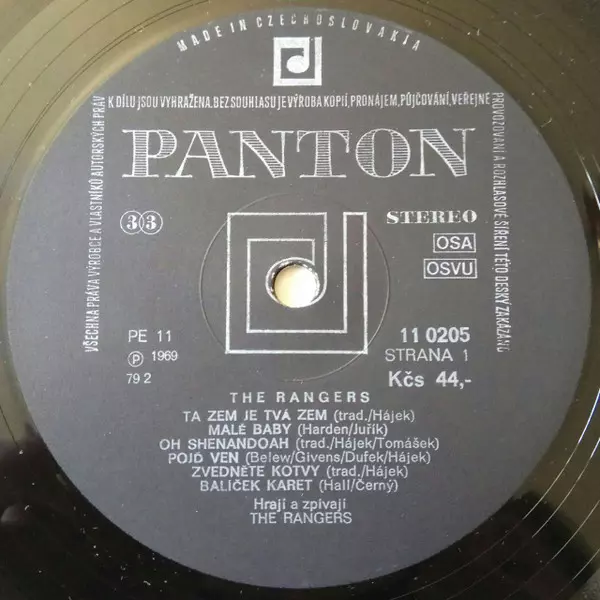 MADE IN CZECHOSLOVAKIA
VŠECHNA PRÁVA VÝROBCE A VLASTNÍKŮ AUTORSKÝCH PRÁV
K DÍLU JSOU VYHRAŽENA. BEZ SOUHLASU JE VÝROBA KOPIÍ, PRONÁJEM, PŮJČOVÁNÍ, VEŘEJNÉ
PROVOZOVÁNÍ A ROZHLASOVÉ ŠÍŘENÍ TÉTO DESKY ZAKÁZÁNO
PANTON
33
STEREO
OSA
OSVU
PE 11
℗ 1969
79 2
11 0205
STRANA 1
Kčs 44,-
THE RANGERS
TA ZEM JE TVÁ ZEM (trad./Hájek)
MALÉ BABY (Harden/Juřík)
OH SHENANDOAH (trad./Hájek/Tomášek)
POJĎ VEN (Belew/Givens/Dufek/Hájek)
ZVEDNĚTE KOTVY (trad./Hájek)
BALÍČEK KARET (Hall/Černý)
Hrají a zpívají
THE RANGERS